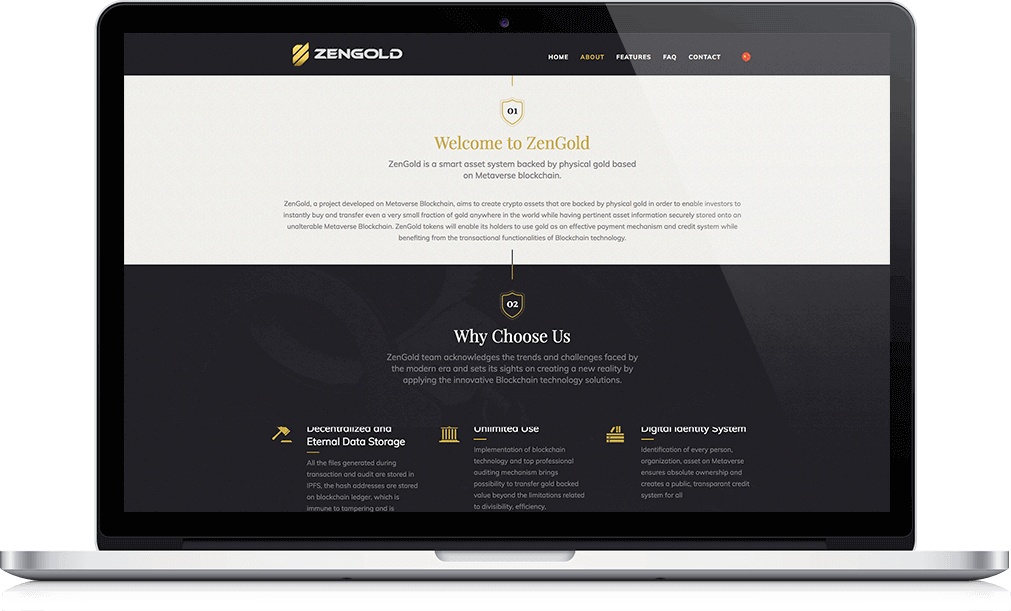 ZENGOLD
HOME ABOUT FEATURES FAQ CONTACT
01
Welcome to ZenGold
ZenGold is a smart asset system backed by physical gold based
on Metaverse blockchain.
ZenGold, a project developed on Metaverse Blockchain, aims to create crypto assets that are backed by physical gold in order to enable investors to
instantly buy and transfer even a very small fraction of gold anywhere in the world while having pertinent asset information securely stored onto an
unalterable Metaverse Blockchain. ZenGold tokens will enable its holders to use gold as an effective payment mechanism and credit system while
benefiting from the transactional functionalities of Blockchain technology.
02
Why Choose Us
ZenGold team acknowledges the trends and challenges faced by
the modern era and sets its sights on creating a new reality by
applying the innovative Blockchain technology solutions.
Decentralized and
Eternal Data Storage
All the files generated during
transaction and audit are stored in
IPFS, the hash addresses are stored
on blockchain ledger, which is
immune to tampering and is
Unlimited Use
Implementation of blockchain
technology and top professional
auditing mechanism brings
possibility to transfer gold backed
value beyond the limitations related
to divisibility, efficiency,
Digital Identity System
Identification of every person,
organization, asset on Metaverse
ensures absolute ownership and
creates a public, transparent credit
system for all